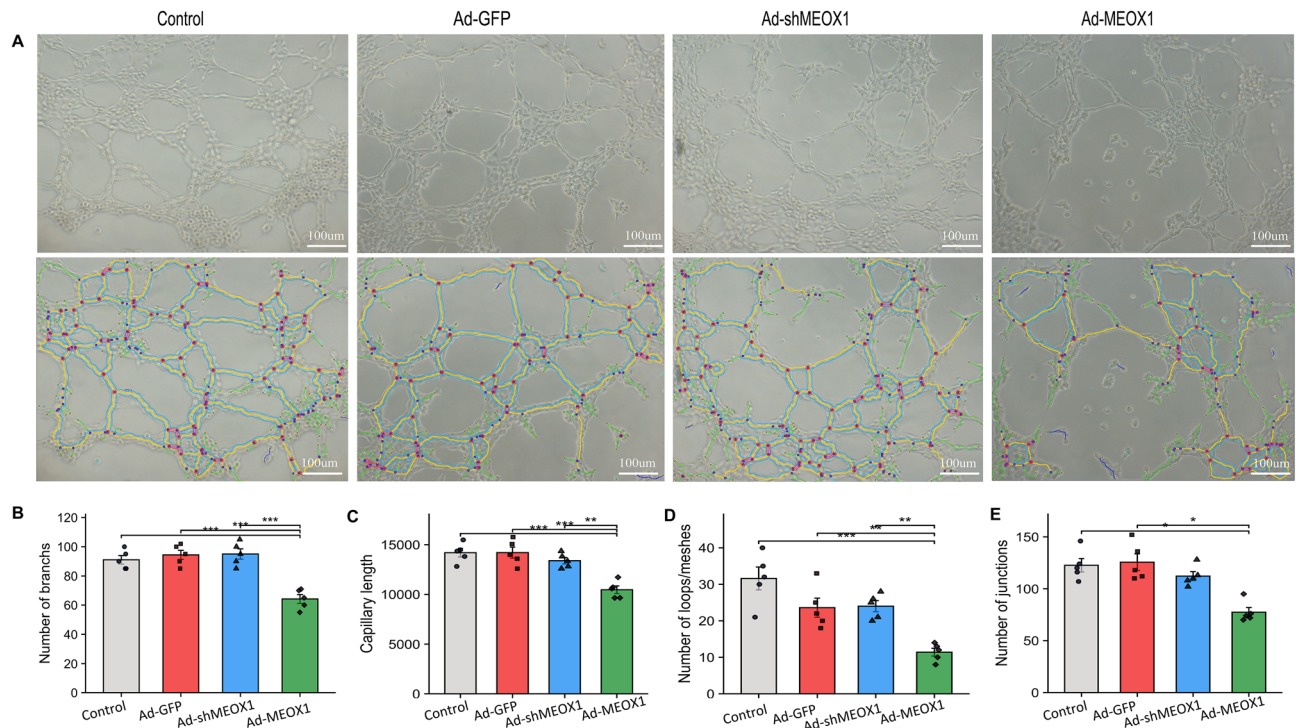 Control Ad-GFP Ad-shMEOX1 Ad-MEOX1
A
100um 100um 100um 100um
100um 100um 100um 100um
B
Number of branchs
120
100
80
60
40
20
0
*** *** ***
Control Ad-GFP Ad-shMEOX1 Ad-MEOX1
C
Capillary length
15000
10000
5000
0
*** *** **
Control Ad-GFP Ad-shMEOX1 Ad-MEOX1
D
Number of loops/meshes
40
30
20
10
0
*** ** **
Control Ad-GFP Ad-shMEOX1 Ad-MEOX1
E
Number of junctions
150
100
50
0
* *
Control Ad-GFP Ad-shMEOX1 Ad-MEOX1